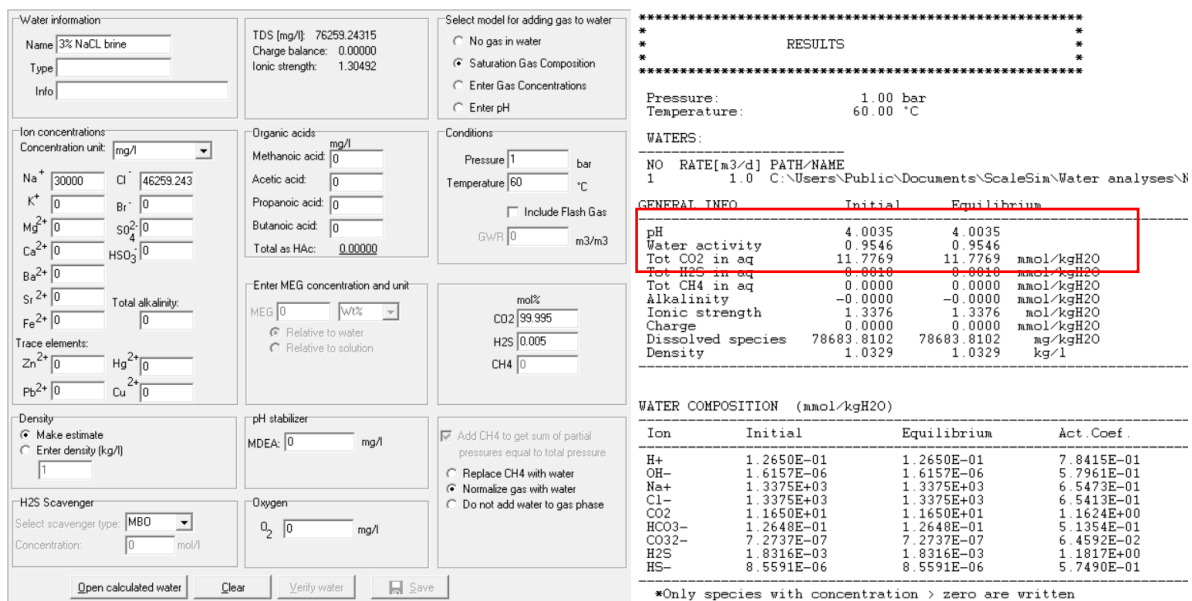 Water information
Name 3% NaCL brine
Type
Info
TDS [mg/l]: 76259.24315
Charge balance: 0.00000
Ionic strength: 1.30492
Select model for adding gas to water
No gas in water
Saturation Gas Composition
Enter Gas Concentrations
Enter pH
Ion concentrations
Concentration unit: mg/l
Na+ 30000 Cl- 46259.243
K+ 0 Br- 0
Mg2+ 0 SO42- 0
Ca2+ 0 HSO3- 0
Ba2+ 0
Sr 2+ 0 Total alkalinity:
Fe2+ 0 0
Trace elements:
Zn2+ 0 Hg2+ 0
Pb2+ 0 Cu2+ 0
Organic acids
mg/l
Methanoic acid: 0
Acetic acid: 0
Propanoic acid: 0
Butanoic acid: 0
Total as HAc: 0.00000
Conditions
Pressure 1 bar
Temperature 60 °C
Include Flash Gas
GWR 0 m3/m3
Enter MEG concentration and unit
MEG 0 Wt%
Relative to water
Relative to solution
mol%
CO2 99.995
H2S 0.005
CH4 0
Density
Make estimate
Enter density (kg/l)
1
pH stabilizer
MDEA: 0 mg/l
Add CH4 to get sum of partial
pressures equal to total pressure
Replace CH4 with water
Normalize gas with water
Do not add water to gas phase
H2S Scavenger
Select scavenger type: MBO
Concentration: 0 mol/l
Oxygen
O2 0 mg/l
Open calculated water Clear Verify water Save
*******************************************************
* *
* RESULTS *
* *
*******************************************************
Pressure: 1.00 bar
Temperature: 60.00 °C
WATERS:
NO RATE[m3/d] PATH/NAME
1 1.0 C:\Users\Public\Documents\ScaleSim\Water analyses\N
GENERAL INFO Initial Equilibrium
pH 4.0035 4.0035
Water activity 0.9546 0.9546
Tot CO2 in aq 11.7769 11.7769 mmol/kgH2O
Tot H2S in aq 0.0018 0.0018 mmol/kgH2O
Tot CH4 in aq 0.0000 0.0000 mmol/kgH2O
Alkalinity -0.0000 -0.0000 mmol/kgH2O
Ionic strength 1.3376 1.3376 mol/kgH2O
Charge 0.0000 0.0000 mmol/kgH2O
Dissolved species 78683.8102 78683.8102 mg/kgH2O
Density 1.0329 1.0329 kg/l
WATER COMPOSITION (mmol/kgH2O)
Ion Initial Equilibrium Act.Coef.
H+ 1.2650E-01 1.2650E-01 7.8415E-01
OH- 1.6157E-06 1.6157E-06 5.7961E-01
Na+ 1.3375E+03 1.3375E+03 6.5473E-01
Cl- 1.3375E+03 1.3375E+03 6.5413E-01
CO2 1.1650E+01 1.1650E+01 1.1624E+00
HCO3- 1.2648E-01 1.2648E-01 5.1354E-01
CO32- 7.2737E-07 7.2737E-07 6.4592E-02
H2S 1.8316E-03 1.8316E-03 1.1817E+00
HS- 8.5591E-06 8.5591E-06 5.7490E-01
*Only species with concentration > zero are written